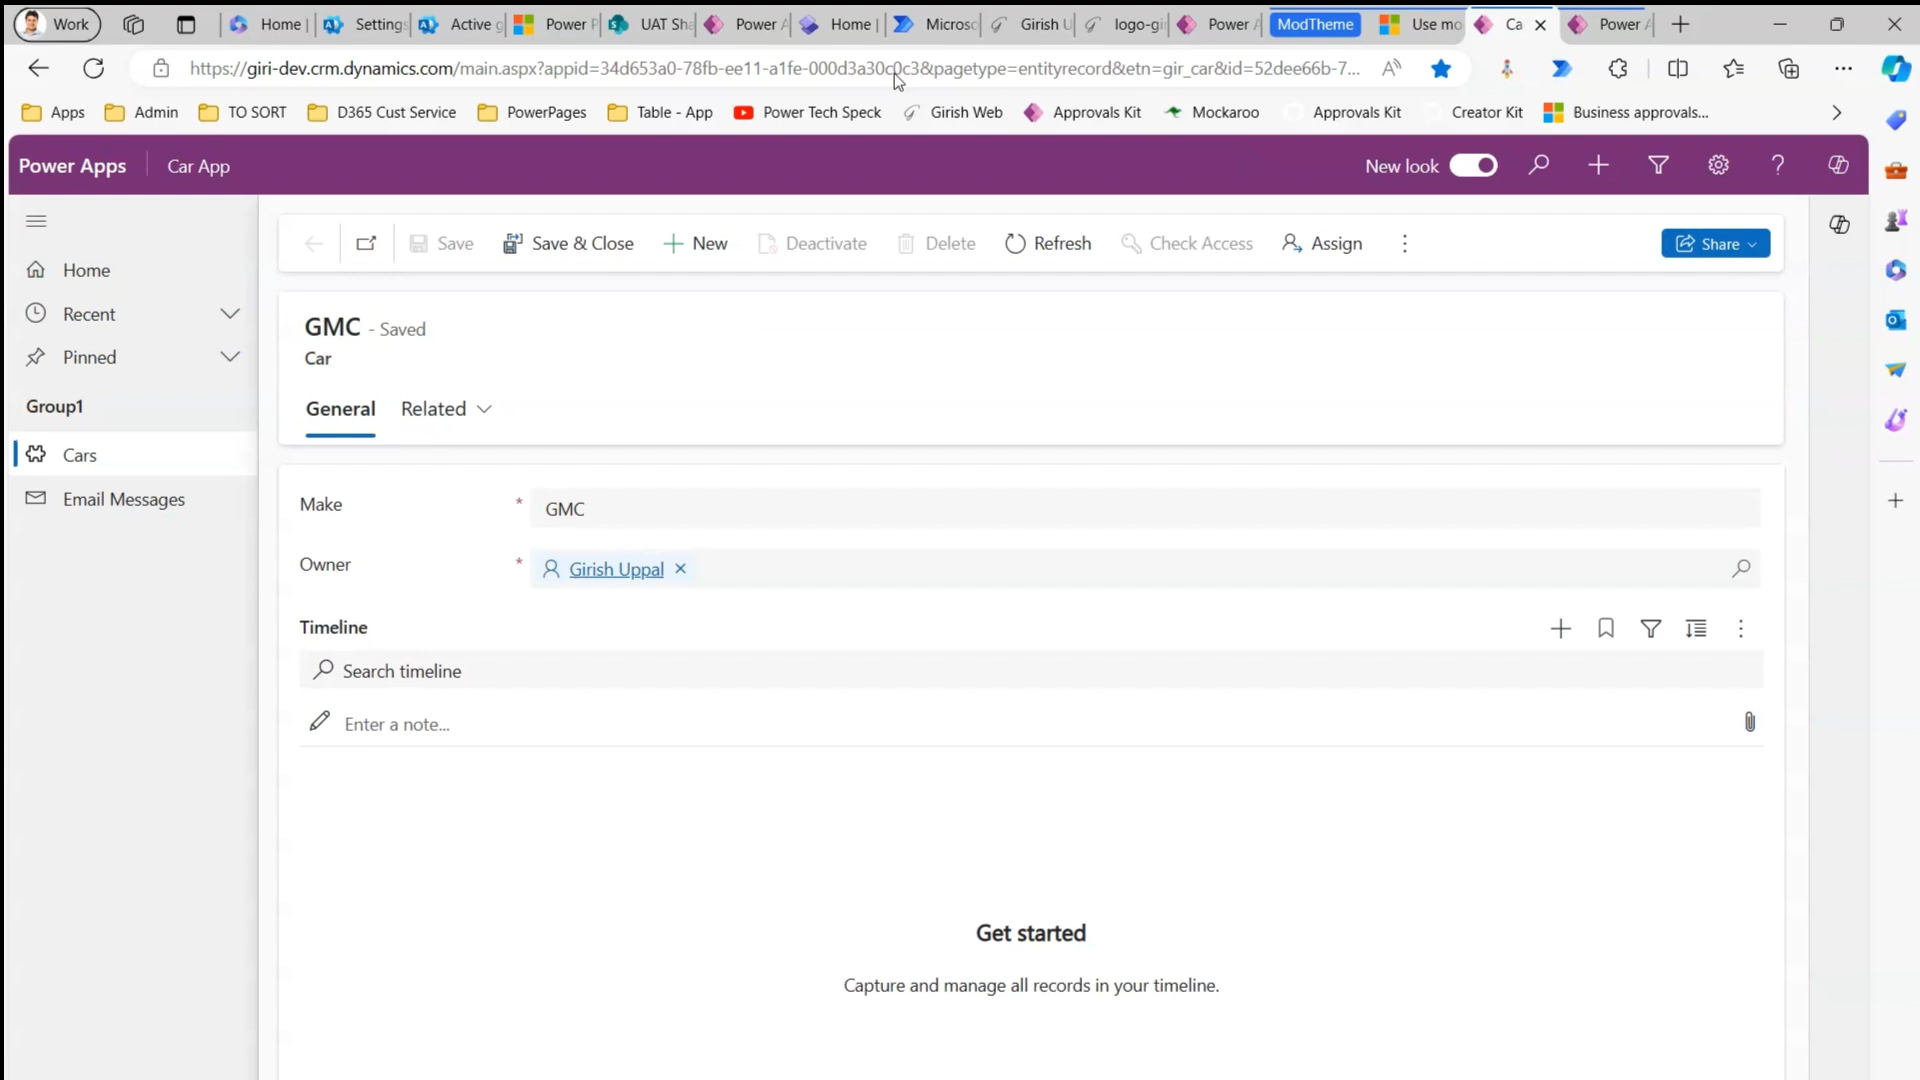 Work
Home |
Settings
Active g
Power P
UAT Sha
Power A
Home |
Microso
Girish U
logo-gi
Power A
ModTheme
Use mo
Ca
Power A
https://giri-dev.crm.dynamics.com/main.aspx?appid=34d653a0-78fb-ee11-a1fe-000d3a30c0c3&pagetype=entityrecord&etn=gir_car&id=52dee66b-7...
Apps
Admin
TO SORT
D365 Cust Service
PowerPages
Table - App
Power Tech Speck
Girish Web
Approvals Kit
Mockaroo
Approvals Kit
Creator Kit
Business approvals...
Power Apps
Car App
New look
Save
Save & Close
New
Deactivate
Delete
Refresh
Check Access
Assign
Share
Home
Recent
Pinned
Group1
Cars
Email Messages
GMC - Saved
Car
General
Related
Make * GMC
Owner * Girish Uppal
Timeline
Search timeline
Enter a note...
Get started
Capture and manage all records in your timeline.